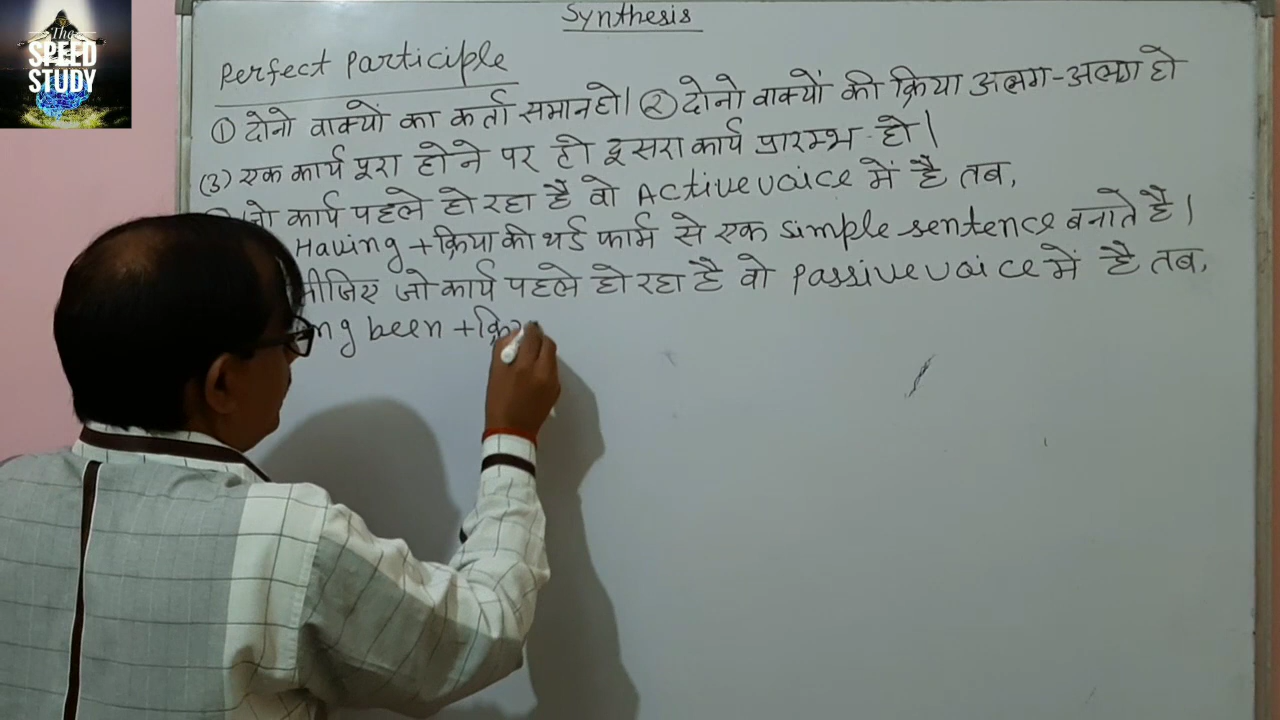 The
SPEED
STUDY
Synthesis
Perfect Participle
① दोनो वाक्यों का कर्ता समान हो। ② दोनो वाक्यों की क्रिया अलग-अलग हो
(3) एक कार्य पूरा होने पर ही दूसरा कार्य प्रारम्भ हो।
जो कार्य पहले हो रहा है वो Active voice में है तब,
Having + क्रिया की थर्ड फार्म से एक simple sentence बनाते है।
जो कार्य पहले हो रहा है वो passive voice में है तब,
been +